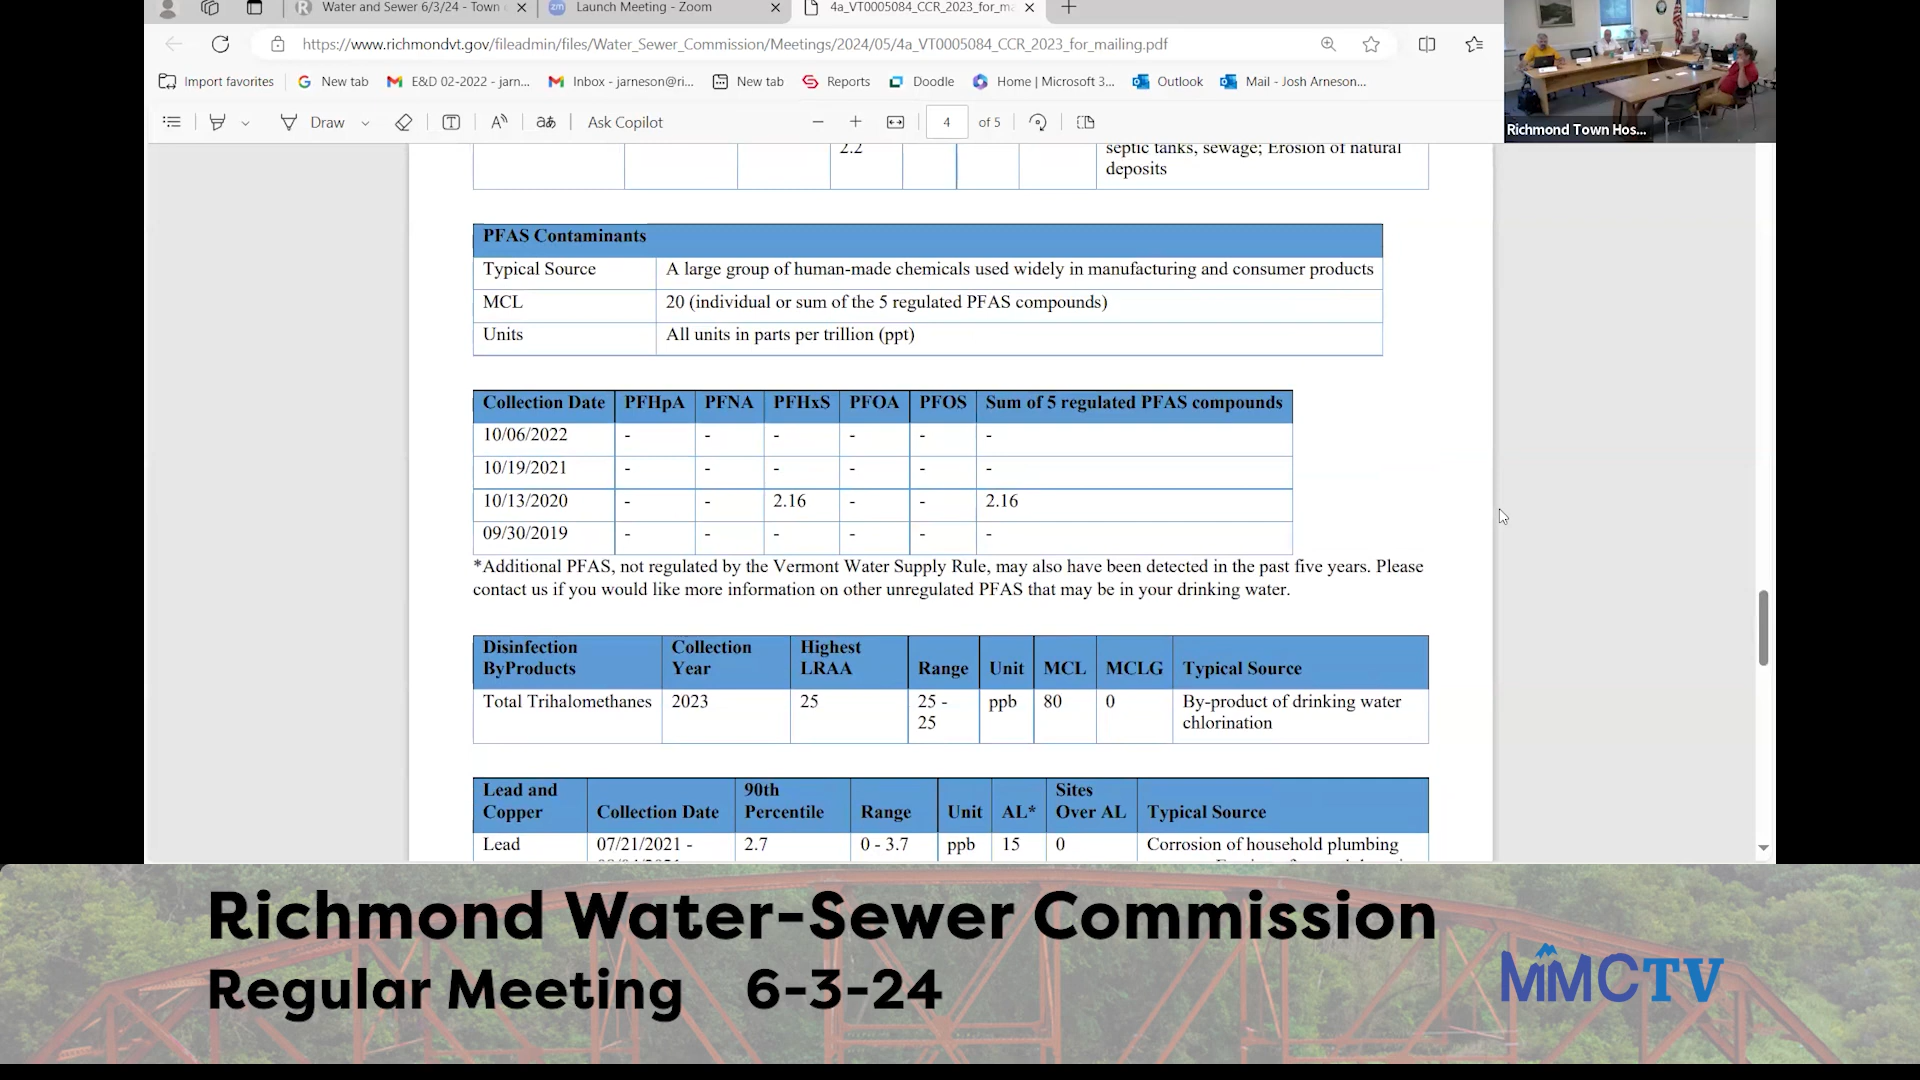 Water and Sewer 6/3/24 - Town
Launch Meeting - Zoom
4a_VT0005084_CCR_2023_for_ma
https://www.richmondvt.gov/fileadmin/files/Water_Sewer_Commission/Meetings/2024/05/4a_VT0005084_CCR_2023_for_mailing.pdf
Import favorites
New tab
E&D 02-2022 - jarn...
Inbox - jarneson@ri...
New tab
Reports
Doodle
Home | Microsoft 3...
Outlook
Mail - Josh Arneson...
Draw
Ask Copilot
4 of 5
Richmond Town Hos...
2.2
septic tanks, sewage; Erosion of natural
deposits
PFAS Contaminants
Typical Source A large group of human-made chemicals used widely in manufacturing and consumer products
MCL 20 (individual or sum of the 5 regulated PFAS compounds)
Units All units in parts per trillion (ppt)
Collection Date PFHpA PFNA PFHxS PFOA PFOS Sum of 5 regulated PFAS compounds
10/06/2022 - - - - - -
10/19/2021 - - - - - -
10/13/2020 - - 2.16 - - 2.16
09/30/2019 - - - - - -
*Additional PFAS, not regulated by the Vermont Water Supply Rule, may also have been detected in the past five years. Please
contact us if you would like more information on other unregulated PFAS that may be in your drinking water.
Disinfection
ByProducts
Collection
Year
Highest
LRAA
Range Unit MCL MCLG Typical Source
Total Trihalomethanes 2023 25 25 -
25
ppb 80 0 By-product of drinking water
chlorination
Lead and
Copper
Collection Date
90th
Percentile
Range Unit AL*
Sites
Over AL
Typical Source
Lead 07/21/2021 - 2.7 0 - 3.7 ppb 15 0 Corrosion of household plumbing
Richmond Water-Sewer Commission
Regular Meeting 6-3-24
MMCTV